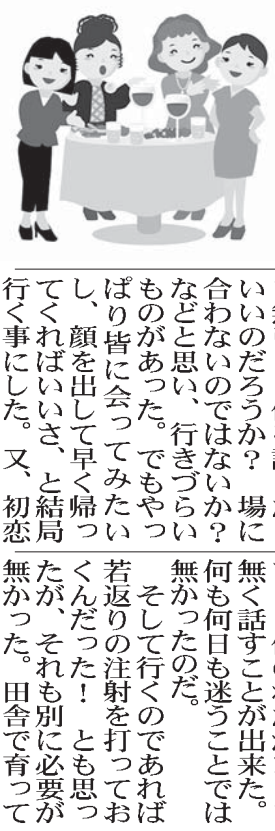 いいのだろうか？　場に
合わないのではないか？
などと思い、行きづらい
ものがあった。でもやっ
ぱり皆に会ってみたい
し、顔を出して早く帰っ
てくればいいさ、と結局
行く事にした。又、初恋
無く話すことが出来た。
何も何日も迷うことでは
無かったのだ。
　そして行くのであれば
若返りの注射を打ってお
くんだった！　とも思っ
たが、それも別に必要が
無かった。田舎で育って